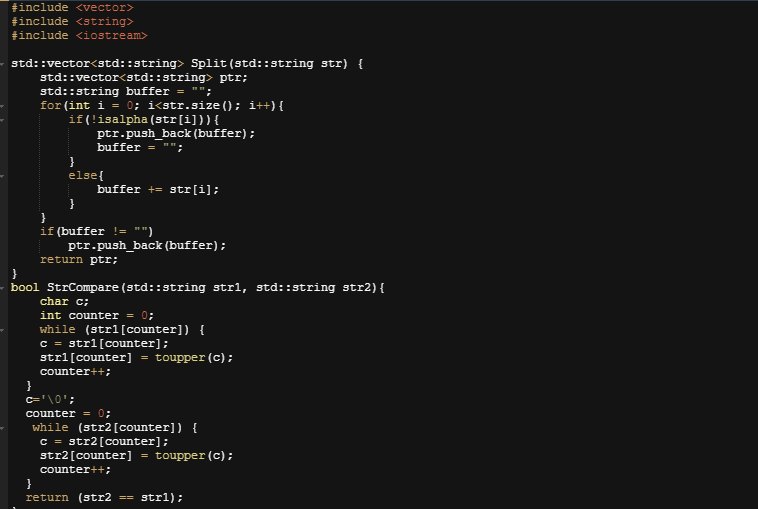 #include <vector>
#include <string>
#include <iostream>

std::vector<std::string> Split(std::string str) {
    std::vector<std::string> ptr;
    std::string buffer = "";
    for(int i = 0; i<str.size(); i++){
        if(!isalpha(str[i])){
            ptr.push_back(buffer);
            buffer = "";
        }
        else{
            buffer += str[i];
        }
    }
    if(buffer != "")
        ptr.push_back(buffer);
    return ptr;
}
bool StrCompare(std::string str1, std::string str2){
    char c;
    int counter = 0;
    while (str1[counter]) {
    c = str1[counter];
    str1[counter] = toupper(c);
    counter++;
  }
  c='\0';
  counter = 0;
   while (str2[counter]) {
    c = str2[counter];
    str2[counter] = toupper(c);
    counter++;
  }
  return (str2 == str1);